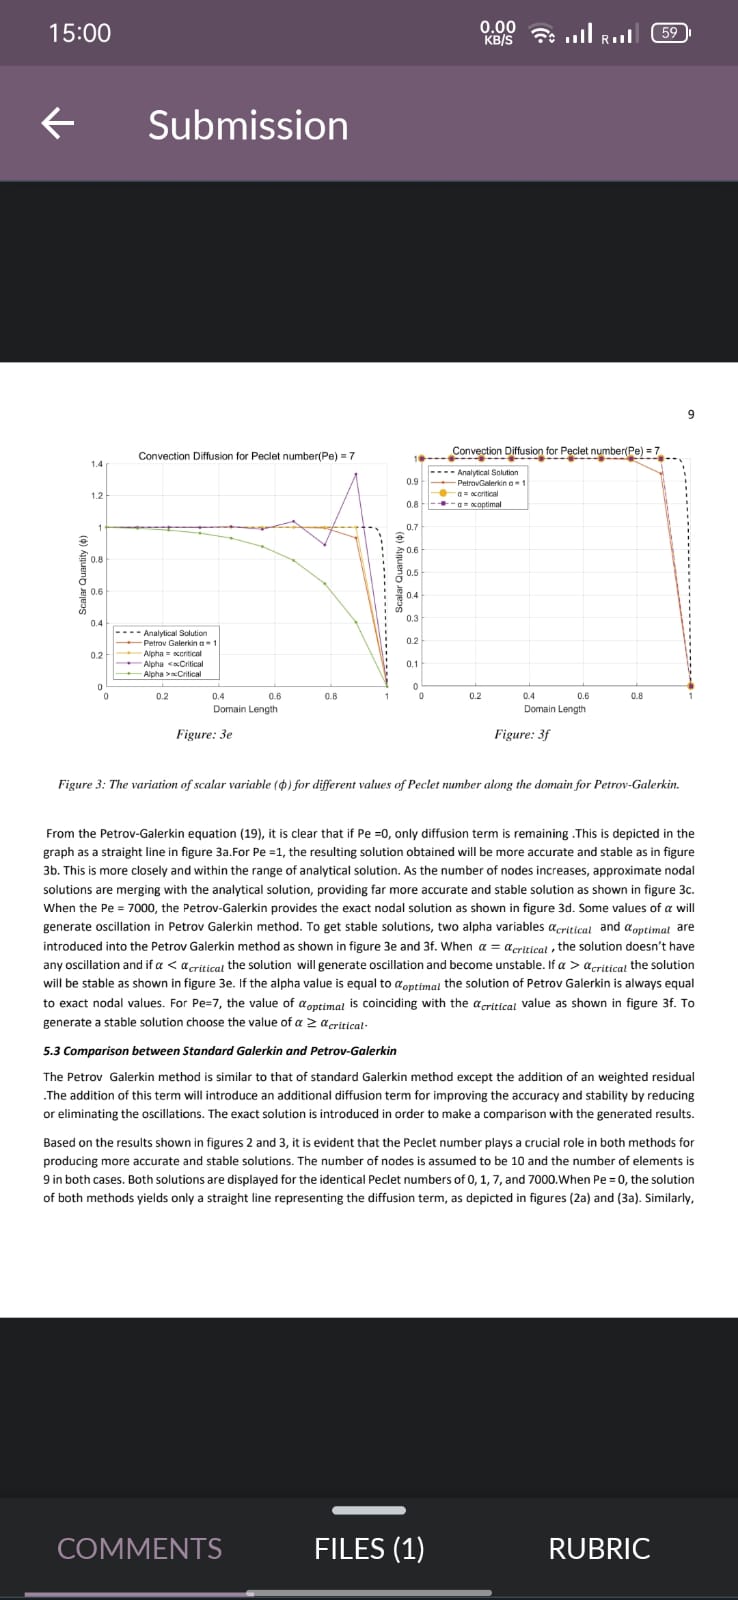 15:00
0.00 KB/S
R
59
Submission
9
Convection Diffusion for Peclet number(Pe) = 7
1.4
1.2
1
0.8
0.6
0.4
0.2
0
Scalar Quantity (ϕ)
Analytical Solution
Petrov Galerkin α = 1
Alpha = ∝critical
Alpha <∝Critical
Alpha >∝Critical
0 0.2 0.4 0.6 0.8 1
Domain Length
Figure: 3e
Convection Diffusion for Peclet number(Pe) = 7
1
0.9
0.8
0.7
0.6
0.5
0.4
0.3
0.2
0.1
0
Scalar Quantity (ϕ)
Analytical Solution
PetrovGalerkin α = 1
α = ∝critical
α = ∝optimal
0 0.2 0.4 0.6 0.8 1
Domain Length
Figure: 3f
Figure 3: The variation of scalar variable (ϕ) for different values of Peclet number along the domain for Petrov-Galerkin.
From the Petrov-Galerkin equation (19), it is clear that if Pe =0, only diffusion term is remaining .This is depicted in the
graph as a straight line in figure 3a.For Pe =1, the resulting solution obtained will be more accurate and stable as in figure
3b. This is more closely and within the range of analytical solution. As the number of nodes increases, approximate nodal
solutions are merging with the analytical solution, providing far more accurate and stable solution as shown in figure 3c.
When the Pe = 7000, the Petrov-Galerkin provides the exact nodal solution as shown in figure 3d. Some values of α will
generate oscillation in Petrov Galerkin method. To get stable solutions, two alpha variables αcritical and αoptimal are
introduced into the Petrov Galerkin method as shown in figure 3e and 3f. When α = αcritical , the solution doesn't have
any oscillation and if α < αcritical the solution will generate oscillation and become unstable. If α > αcritical the solution
will be stable as shown in figure 3e. If the alpha value is equal to αoptimal the solution of Petrov Galerkin is always equal
to exact nodal values. For Pe=7, the value of αoptimal is coinciding with the αcritical value as shown in figure 3f. To
generate a stable solution choose the value of α ≥ αcritical.
5.3 Comparison between Standard Galerkin and Petrov-Galerkin
The Petrov Galerkin method is similar to that of standard Galerkin method except the addition of an weighted residual
.The addition of this term will introduce an additional diffusion term for improving the accuracy and stability by reducing
or eliminating the oscillations. The exact solution is introduced in order to make a comparison with the generated results.
Based on the results shown in figures 2 and 3, it is evident that the Peclet number plays a crucial role in both methods for
producing more accurate and stable solutions. The number of nodes is assumed to be 10 and the number of elements is
9 in both cases. Both solutions are displayed for the identical Peclet numbers of 0, 1, 7, and 7000.When Pe = 0, the solution
of both methods yields only a straight line representing the diffusion term, as depicted in figures (2a) and (3a). Similarly,
COMMENTS
FILES (1)
RUBRIC